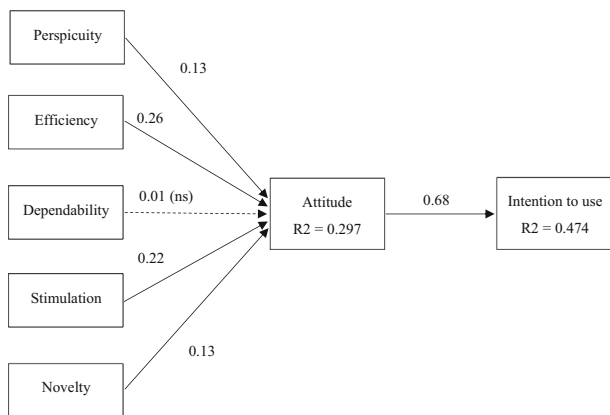 Perspicuity
0.13
Efficiency
0.26
Dependability
0.01 (ns)
Attitude
R2 = 0.297
0.68
Intention to use
R2 = 0.474
0.22
Stimulation
0.13
Novelty